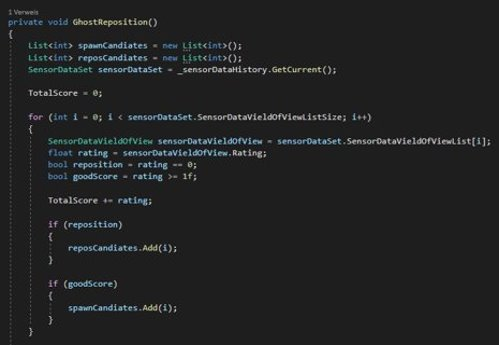 1 Verweis
private void GhostReposition()
{
List<int> spawnCandiates = new List<int>();
List<int> reposCandiates = new List<int>();
SensorDataSet sensorDataSet = _sensorDataHistory.GetCurrent();
TotalScore = 0;
for (int i = 0; i < sensorDataSet.SensorDataVieldOfViewListSize; i++)
{
SensorDataVieldOfView sensorDataVieldOfView = sensorDataSet.SensorDataVieldOfViewList[i];
float rating = sensorDataVieldOfView.Rating;
bool reposition = rating == 0;
bool goodScore = rating >= 1f;
TotalScore += rating;
if (reposition)
{
reposCandiates.Add(i);
}
if (goodScore)
{
spawnCandiates.Add(i);
}
}